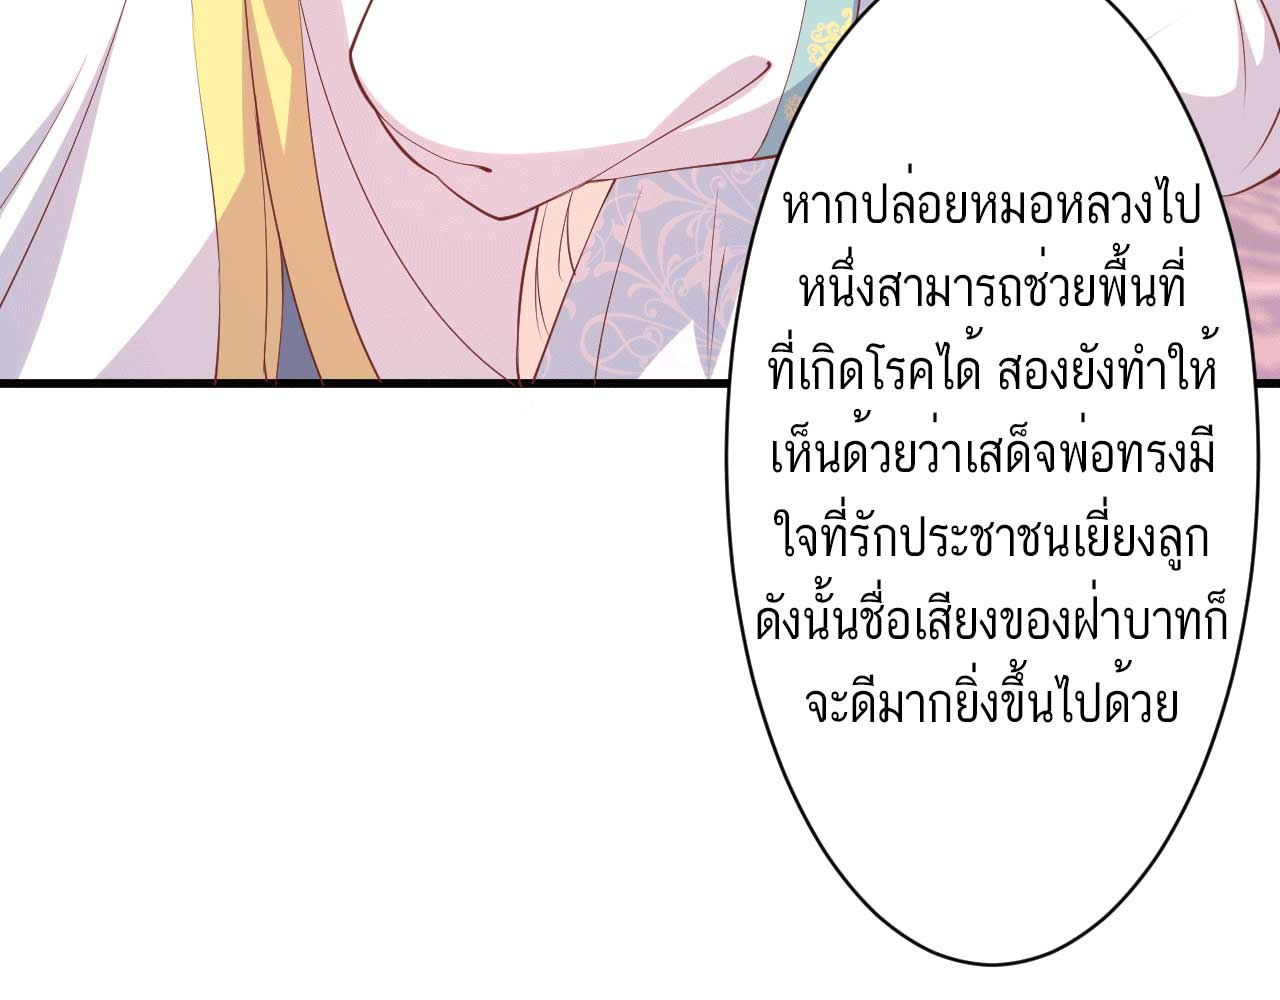 หากปล่อยหมอหลวงไป
หนึ่งสามารถช่วยพื้นที่
ที่เกิดโรคได้ สองยังทำให้
เห็นด้วยว่าเสด็จพ่อทรงมี
ใจที่รักประชาชนเยี่ยงลูก
ดังนั้นชื่อเสียงของฝ่าบาทก็
จะดีมากยิ่งขึ้นไปด้วย